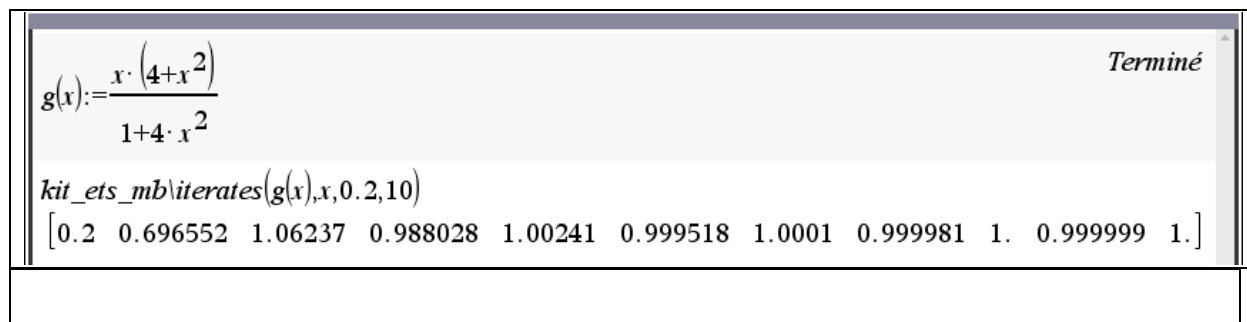 g(x):=x·(4+x²)/1+4·x² Terminé
kit_ets_mb\iterates(g(x),x,0.2,10)
[0.2 0.696552 1.06237 0.988028 1.00241 0.999518 1.0001 0.999981 1. 0.999999 1.]